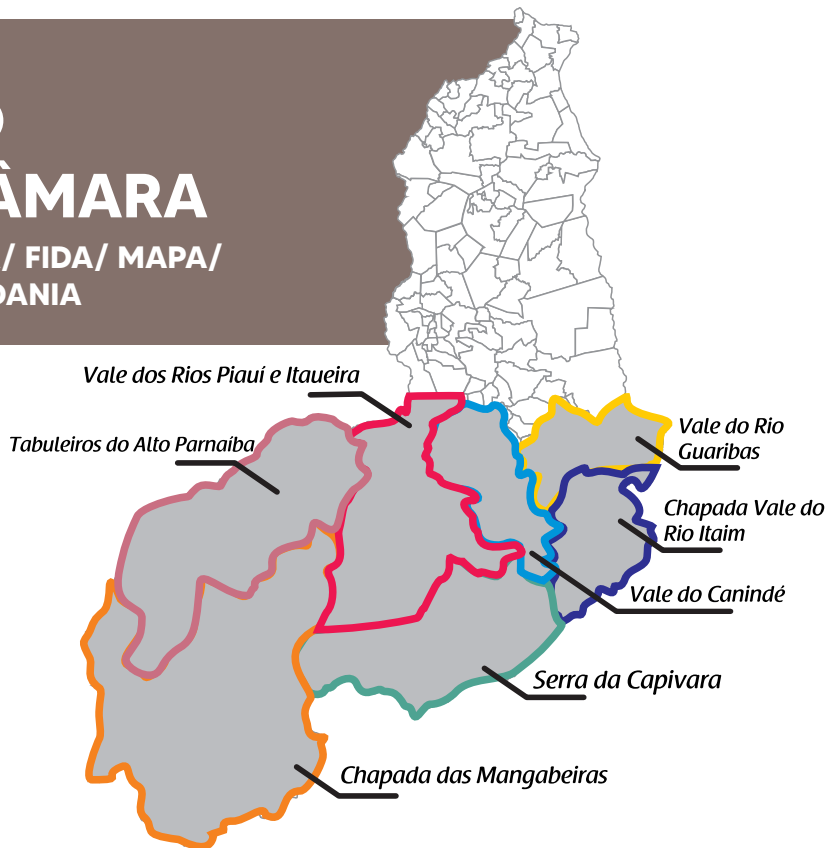 ÂMARA
/ FIDA/ MAPA/
DANIA
Vale dos Rios Piauí e Itaueira
Tabuleiros do Alto Parnaíba
Vale do Rio
Guaribas
Chapada Vale do
Rio Itaim
Vale do Canindé
Serra da Capivara
Chapada das Mangabeiras